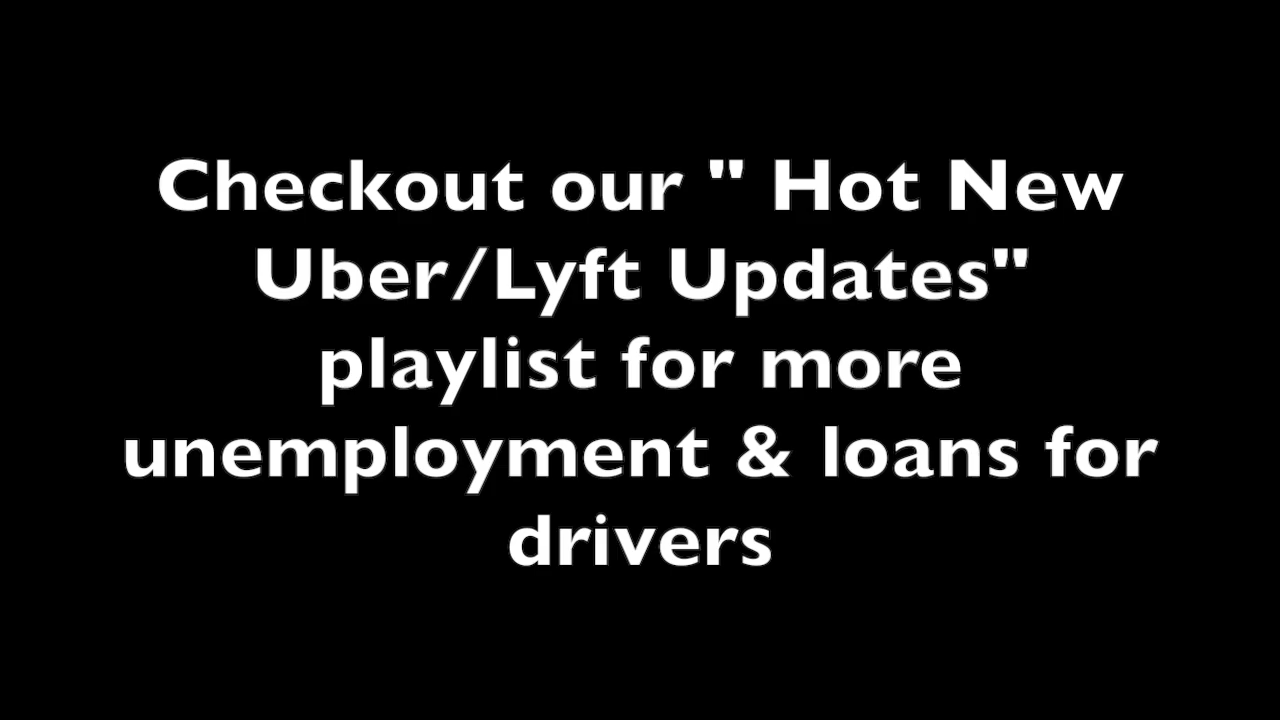 Checkout our " Hot New
Uber/Lyft Updates"
playlist for more
unemployment & loans for
drivers